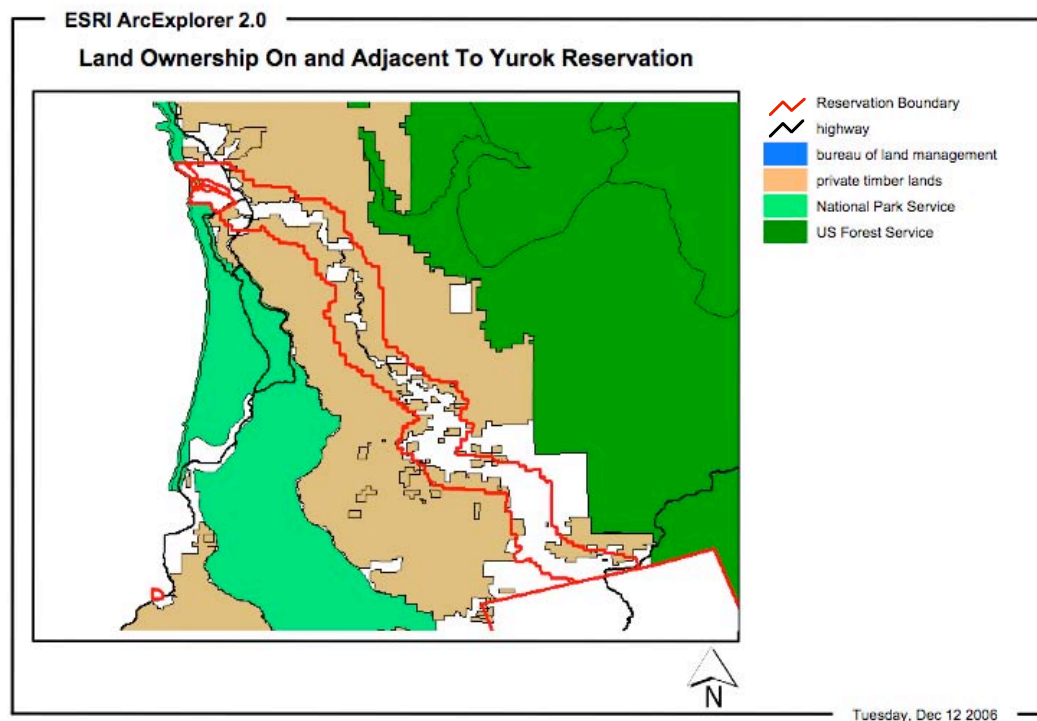 ESRI ArcExplorer 2.0
Land Ownership On and Adjacent To Yurok Reservation
Reservation Boundary
highway
bureau of land management
private timber lands
National Park Service
US Forest Service
N
Tuesday, Dec 12 2006